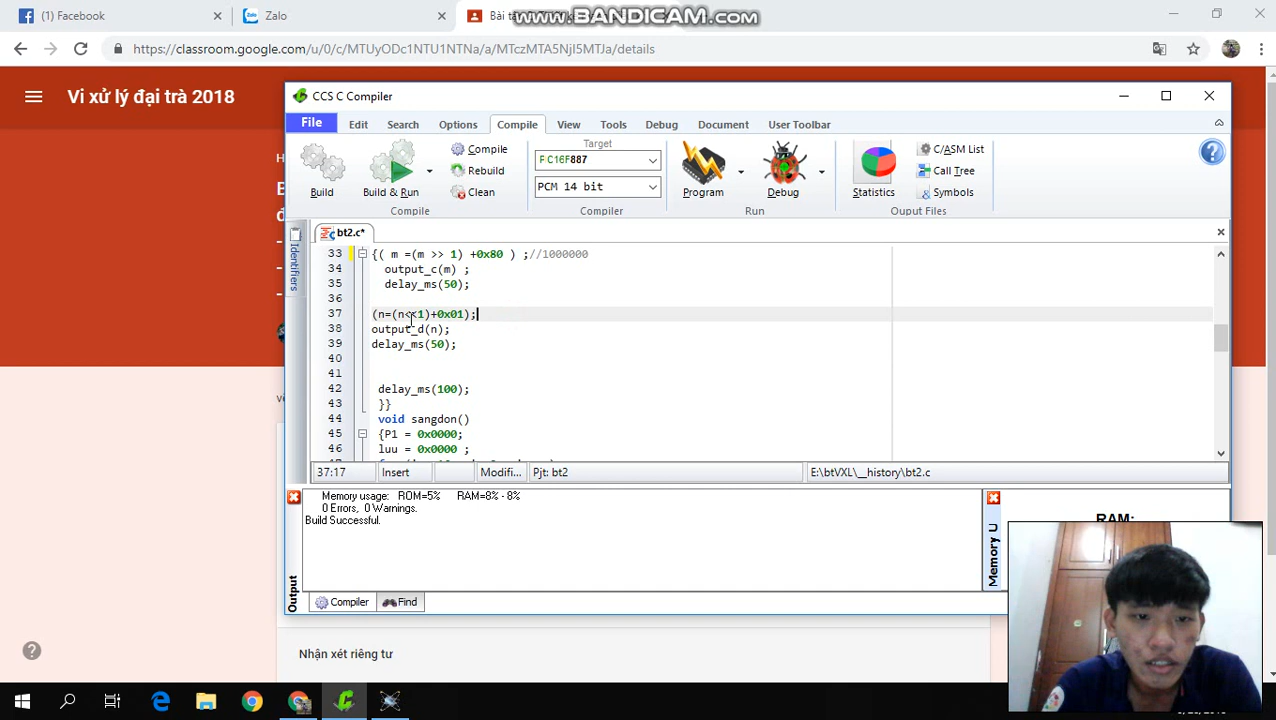 (3) Facebook
Zalo
Bài tậ
www.BANDICAM.com
https://classroom.google.com/u/0/c/MTUyODc1NTU1NTNa/a/MTczMTA5NjI5MTJa/details
Vi xử lý đại trà 2018
CCS C Compiler
File Edit Search Options Compile View Tools Debug Document User Toolbar
Build
Build & Run
Compile
Rebuild
Clean
Compile
Target
PIC16F887
PCM 14 bit
Compiler
Program
Debug
Run
Statistics
C/ASM List
Call Tree
Symbols
Ouput Files
bt2.c*
Identifiers
33 {( m =(m >> 1) +0x80 ) ;//1000000
34 output_c(m) ;
35 delay_ms(50);
36
37 (n=(n<<1)+0x01);
38 output_d(n);
39 delay_ms(50);
40
41
42 delay_ms(100);
43 }}
44 void sangdon()
45 {P1 = 0x0000;
46 luu = 0x0000 ;
37:17 Insert Modifi... Pjt: bt2 E:\btVXL\__history\bt2.c
Memory usage: ROM=5% RAM=8% - 8%
0 Errors, 0 Warnings.
Build Successful.
Output
Memory U
RAM:
Compiler Find
Nhận xét riêng tư